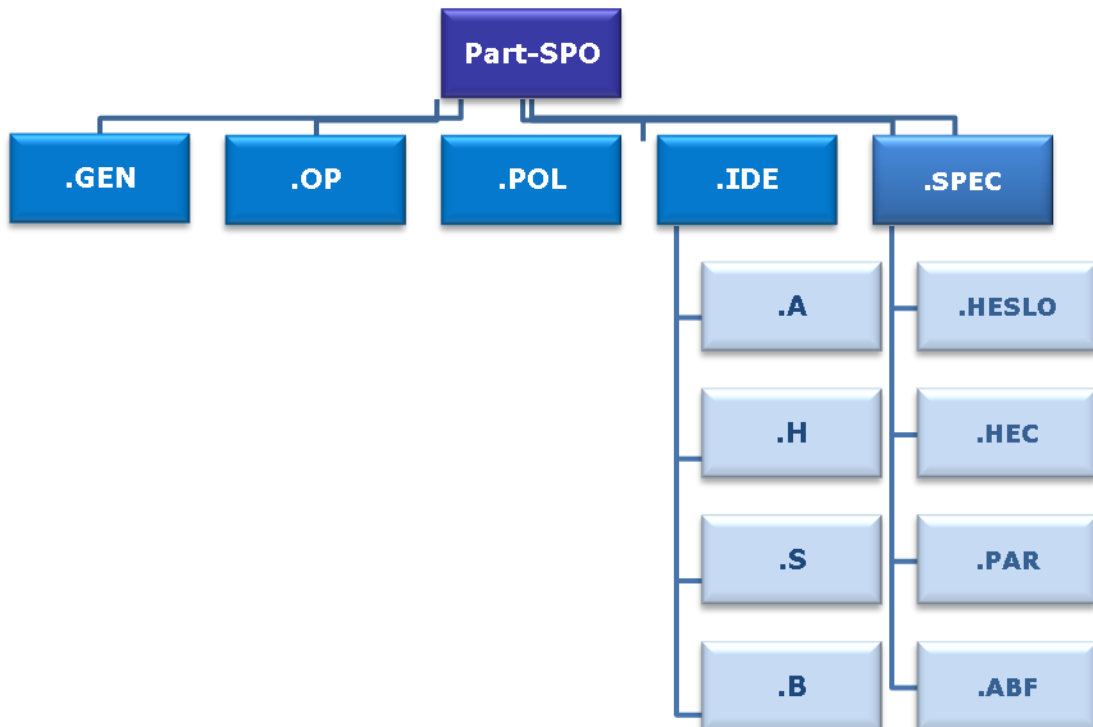 Part-SPO
.GEN
.OP
.POL
.IDE
.SPEC
.A
.HESLO
.H
.HEC
.S
.PAR
.B
.ABF